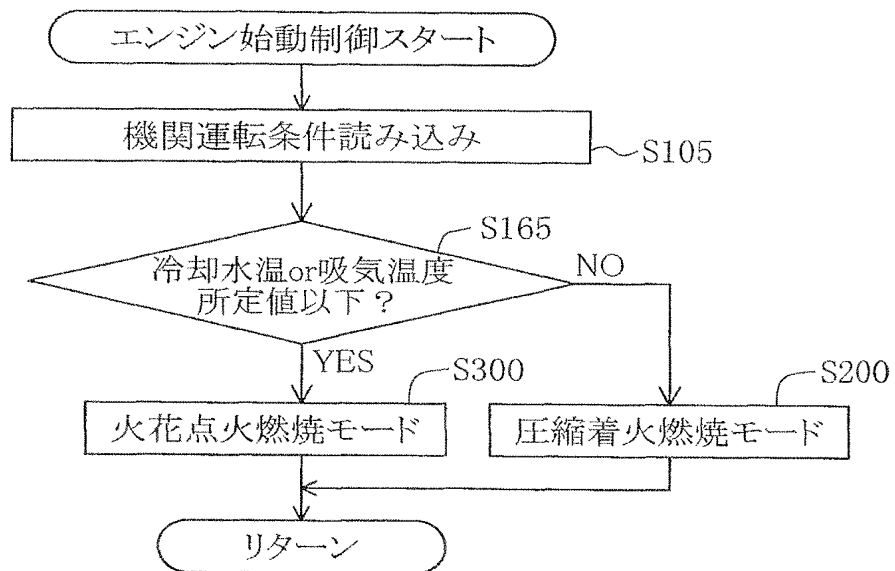 エンジン始動制御スタート
機関運転条件読み込み
S105
S165
冷却水温or吸気温度
所定値以下？
NO
YES
S300
S200
火花点火燃焼モード
圧縮着火燃焼モード
リターン